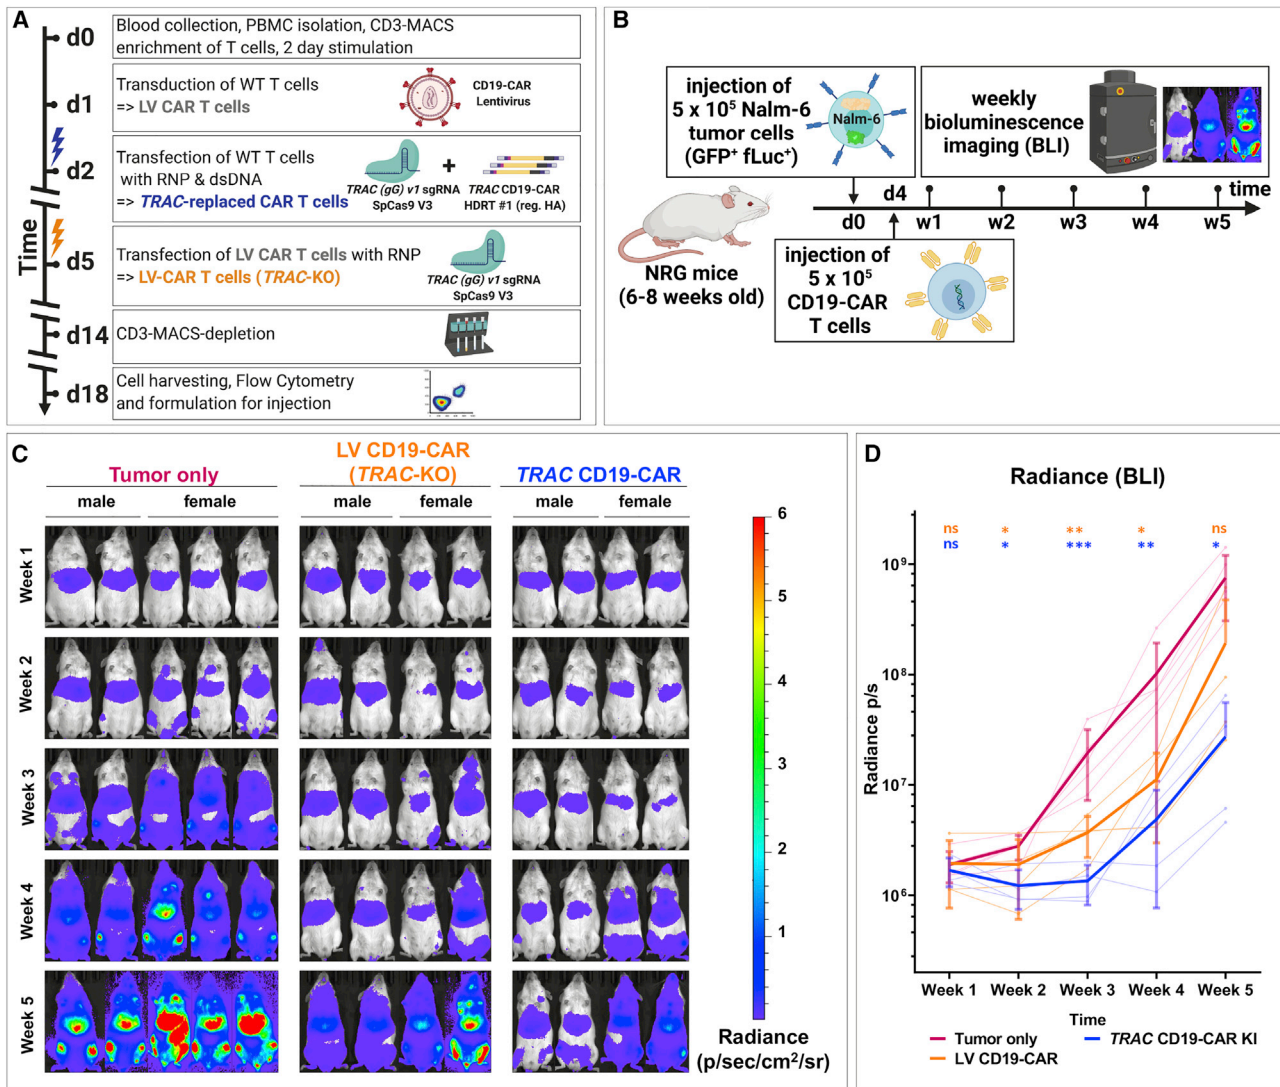 A
Time
d0
Blood collection, PBMC isolation, CD3-MACS
enrichment of T cells, 2 day stimulation
d1
Transduction of WT T cells
=> LV CAR T cells
CD19-CAR
Lentivirus
d2
Transfection of WT T cells
with RNP & dsDNA
=> TRAC-replaced CAR T cells
TRAC (gG) v1 sgRNA
SpCas9 V3
+
TRAC CD19-CAR
HDRT #1 (reg. HA)
d5
Transfection of LV CAR T cells with RNP
=> LV-CAR T cells (TRAC-KO)
TRAC (gG) v1 sgRNA
SpCas9 V3
d14
CD3-MACS-depletion
d18
Cell harvesting, Flow Cytometry
and formulation for injection
B
injection of
5 x 10⁵ Nalm-6
tumor cells
(GFP⁺ fLuc⁺)
Nalm-6
weekly
bioluminescence
imaging (BLI)
NRG mice
(6-8 weeks old)
d0
d4
w1
w2
w3
w4
w5
time
injection of
5 x 10⁵
CD19-CAR
T cells
C
Tumor only
male
female
LV CD19-CAR
(TRAC-KO)
male
female
TRAC CD19-CAR
male
female
Week 1
Week 2
Week 3
Week 4
Week 5
6
5
4
3
2
1
Radiance
(p/sec/cm²/sr)
D
Radiance (BLI)
ns * ** * ns
ns * *** ** *
Radiance p/s
10⁹
10⁸
10⁷
10⁶
Week 1 Week 2 Week 3 Week 4 Week 5
Time
Tumor only
TRAC CD19-CAR KI
LV CD19-CAR